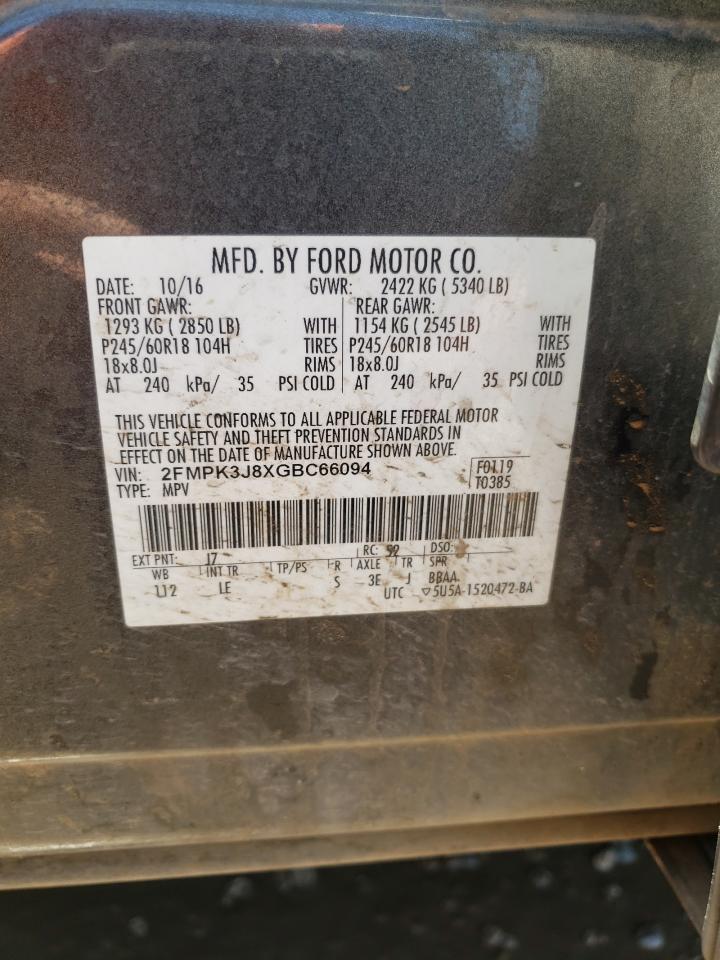 MFD. BY FORD MOTOR CO.
DATE: 10/16 GVWR: 2422 KG ( 5340 LB)
FRONT GAWR: REAR GAWR:
1293 KG ( 2850 LB) WITH 1154 KG ( 2545 LB) WITH
P245/60R18 104H TIRES P245/60R18 104H TIRES
18x8.0J RIMS 18x8.0J RIMS
AT 240 kPa/ 35 PSI COLD AT 240 kPa/ 35 PSI COLD
THIS VEHICLE CONFORMS TO ALL APPLICABLE FEDERAL MOTOR
VEHICLE SAFETY AND THEFT PREVENTION STANDARDS IN
EFFECT ON THE DATE OF MANUFACTURE SHOWN ABOVE.
VIN: 2FMPK3J8XGBC66094 F0119
TYPE: MPV T0385
EXT PNT: J7 RC: 52 DSO:
WB INT TR TP/PS R AXLE TR SPR
112 LE S 3E J BBAA
UTC ▽5U5A-1520472-BA